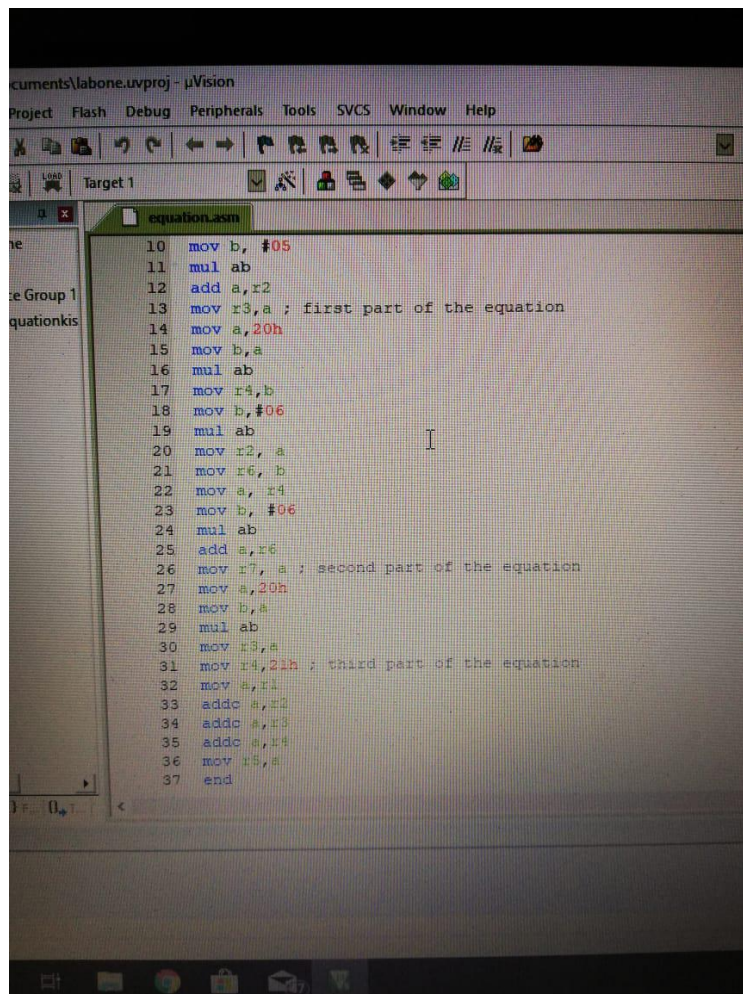 cuments\labone.uvproj - µVision
Project Flash Debug Peripherals Tools SVCS Window Help
LOAD Target 1
equation.asm
ce Group 1
quationkis
10 mov b, #05
11 mul ab
12 add a,r2
13 mov r3,a ; first part of the equation
14 mov a,20h
15 mov b,a
16 mul ab
17 mov r4,b
18 mov b,#06
19 mul ab
20 mov r2, a
21 mov r6, b
22 mov a, r4
23 mov b, #06
24 mul ab
25 add a,r6
26 mov r7, a ; second part of the equation
27 mov a,20h
28 mov b,a
29 mul ab
30 mov r3,a
31 mov r4,21h ; third part of the equation
32 mov a,r1
33 addc a,r2
34 addc a,r3
35 addc a,r4
36 mov r5,a
37 end